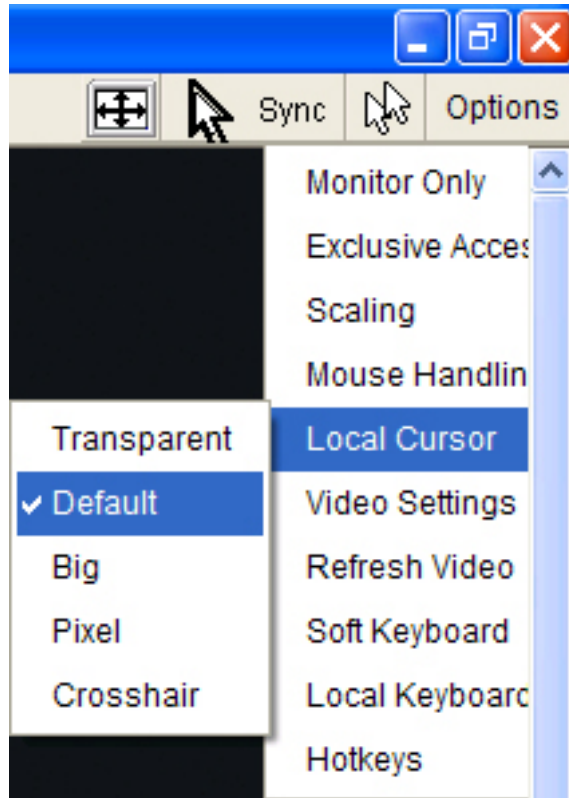 Sync Options
Monitor Only
Exclusive Acces
Scaling
Mouse Handlin
Local Cursor
Video Settings
Refresh Video
Soft Keyboard
Local Keyboard
Hotkeys
Transparent
Default
Big
Pixel
Crosshair